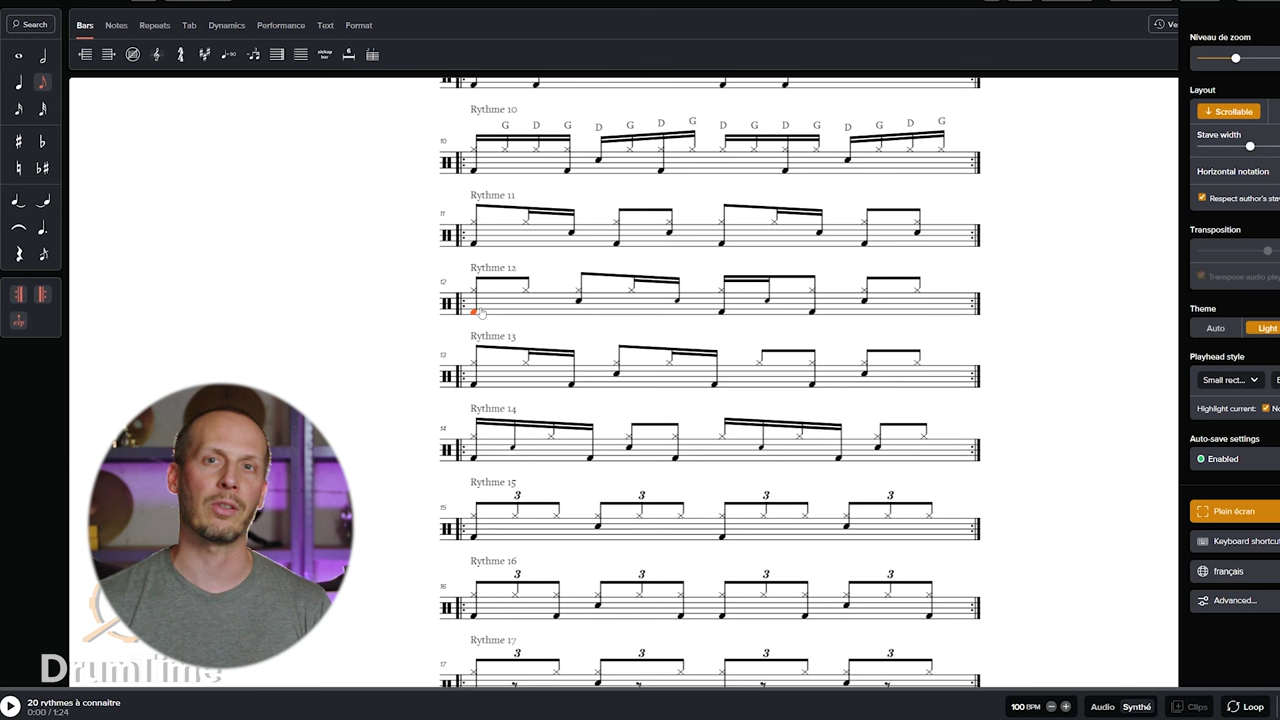 Search
Bars Notes Repeats Tab Dynamics Performance Text Format
Niveau de zoom
Layout
Scrollable
Stave width
Horizontal notation
Respect author's
Transposition
Theme
Auto Light
Playhead style
Small rect...
Highlight current:
Auto-save settings
Enabled
Plein écran
Keyboard
français
Advanced...
pickup
bar
Rythme 10
G D G D G D G D G D G D G D G
10
Rythme 11
11
Rythme 12
12
Rythme 13
13
Rythme 14
14
Rythme 15
3 3 3 3
15
Rythme 16
3 3 3 3
16
Rythme 17
3 3 3 3
17
DrumTime
20 rythmes à connaitre
0:00 / 1:24
100 BPM Audio Synthé Clips Loop